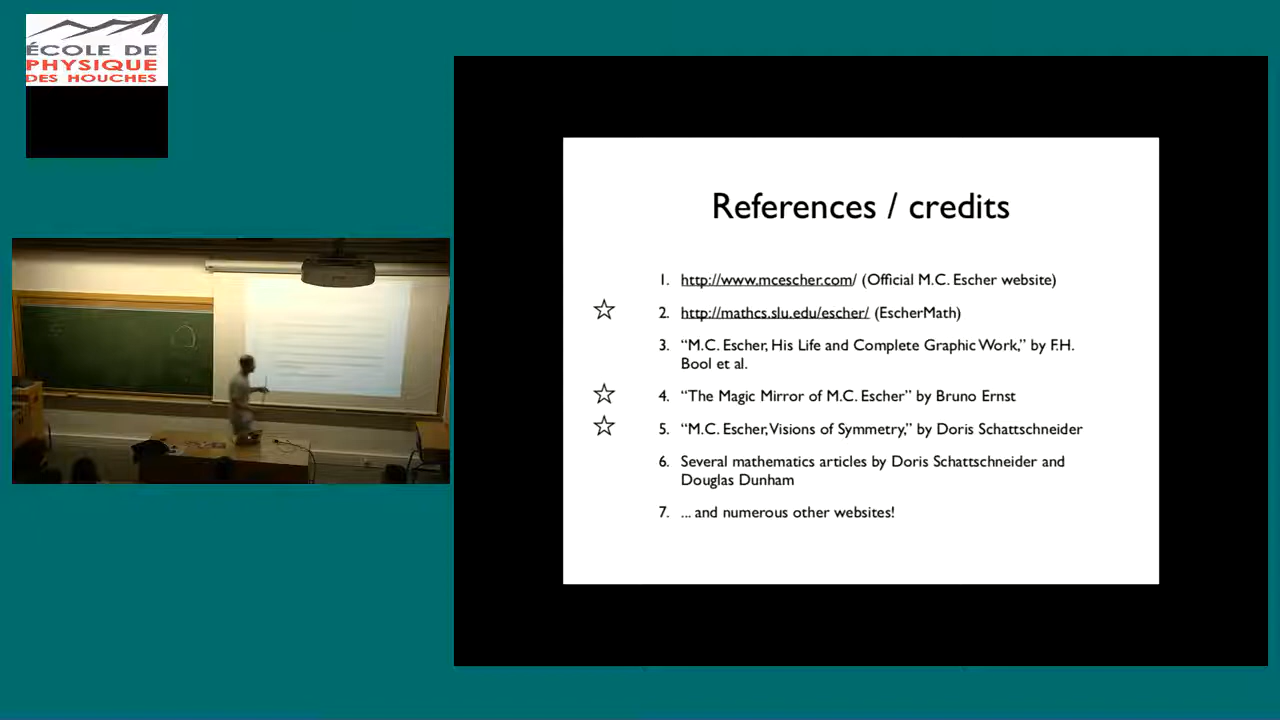 ÉCOLE DE
PHYSIQUE
DES HOUCHES
References / credits
1. http://www.mcescher.com/ (Official M.C. Escher website)
☆ 2. http://mathcs.slu.edu/escher/ (EscherMath)
3. “M.C. Escher, His Life and Complete Graphic Work,” by F.H.
Bool et al.
☆ 4. “The Magic Mirror of M.C. Escher” by Bruno Ernst
☆ 5. “M.C. Escher, Visions of Symmetry,” by Doris Schattschneider
6. Several mathematics articles by Doris Schattschneider and
Douglas Dunham
7. ... and numerous other websites!